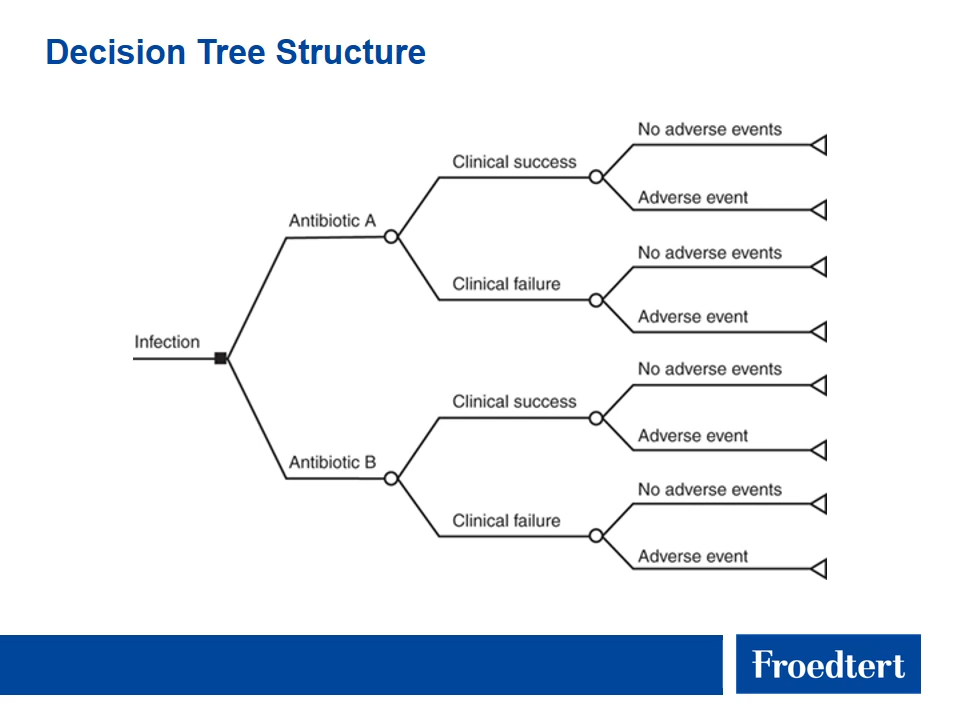 Decision Tree Structure
No adverse events
Clinical success
Adverse event
Antibiotic A
No adverse events
Clinical failure
Adverse event
Infection
No adverse events
Clinical success
Adverse event
Antibiotic B
No adverse events
Clinical failure
Adverse event
Froedtert